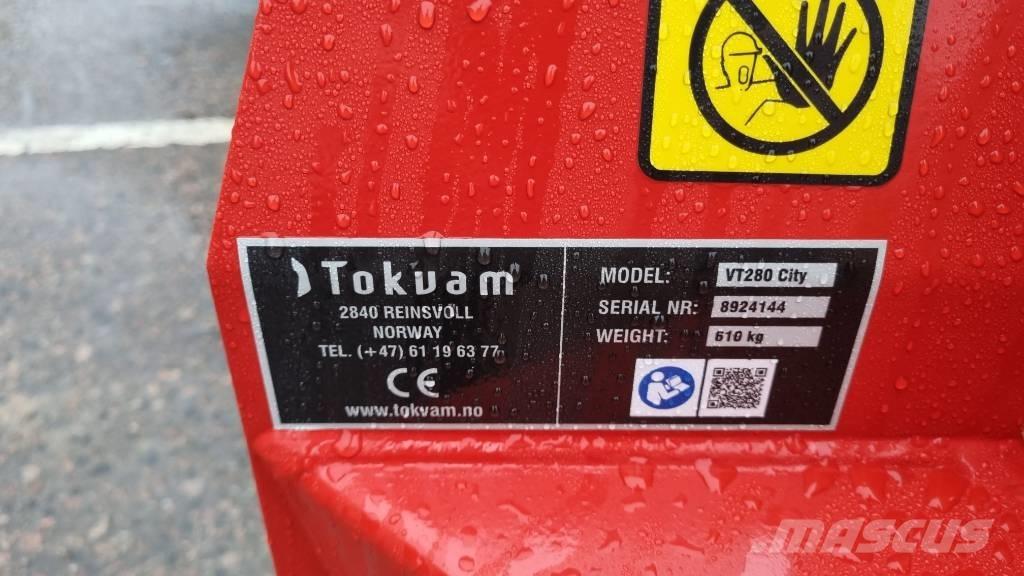 Tokvam
2840 REINSVOLL
NORWAY
TEL. (+47) 61 19 63 77
CE
www.tokvam.no
MODEL: VT280 City
SERIAL NR: 8924144
WEIGHT: 610 kg
MASCUS